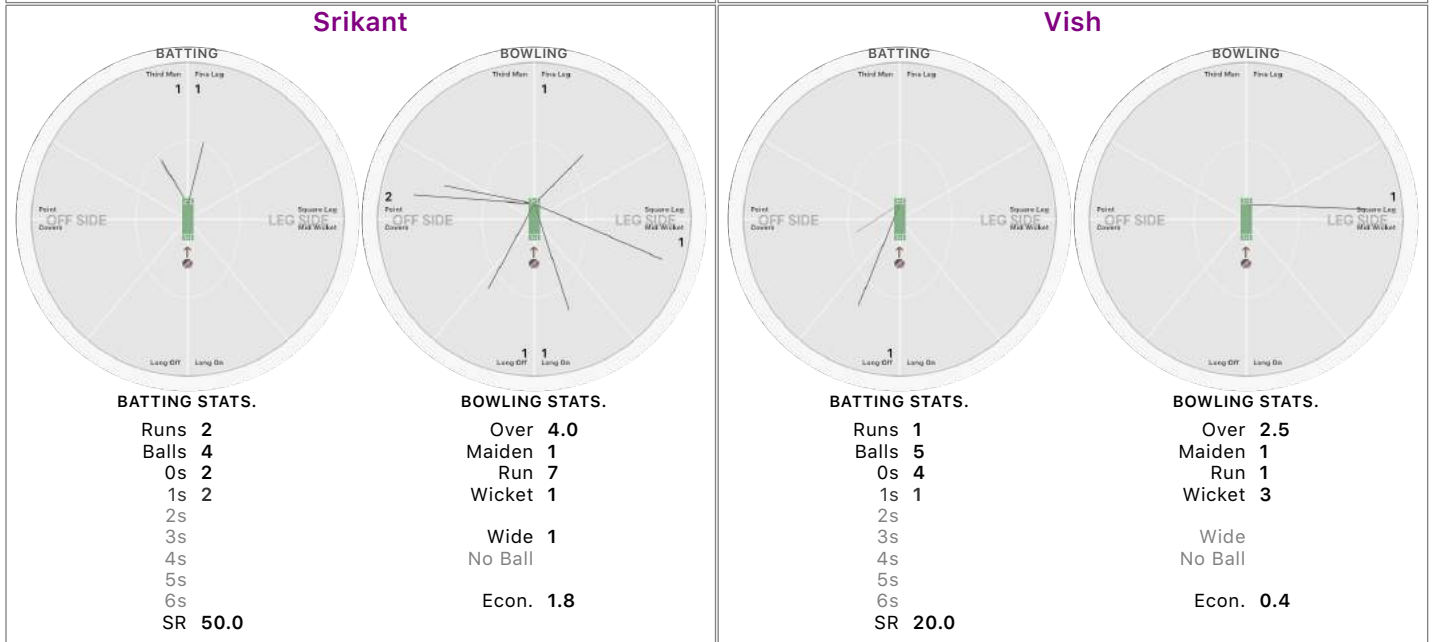 Srikant
BATTING
Third Man Fine Leg
1 1
Point
OFF SIDE
Covers
Square Leg
LEG SIDE
Midi Wicket
Long Off Long On
BOWLING
Third Man Fine Leg
1
2
Point
OFF SIDE
Covers
Square Leg
LEG SIDE
Midi Wicket
1
1 1
Long Off Long On
BATTING STATS.
Runs 2
Balls 4
0s 2
1s 2
2s
3s
4s
5s
6s
SR 50.0
BOWLING STATS.
Over 4.0
Maiden 1
Run 7
Wicket 1
Wide 1
No Ball
Econ. 1.8
Vish
BATTING
Third Man Fine Leg
Point
OFF SIDE
Covers
Square Leg
LEG SIDE
Midi Wicket
1
Long Off Long On
BOWLING
Third Man Fine Leg
1
Point
OFF SIDE
Covers
Square Leg
LEG SIDE
Midi Wicket
Long Off Long On
BATTING STATS.
Runs 1
Balls 5
0s 4
1s 1
2s
3s
4s
5s
6s
SR 20.0
BOWLING STATS.
Over 2.5
Maiden 1
Run 1
Wicket 3
Wide
No Ball
Econ. 0.4